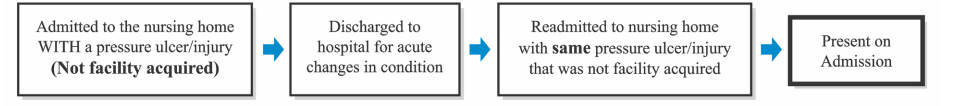 Admitted to the nursing home
WITH a pressure ulcer/injury
(Not facility acquired)
Discharged to
hospital for acute
changes in condition
Readmitted to nursing home
with same pressure ulcer/injury
that was not facility acquired
Present on
Admission